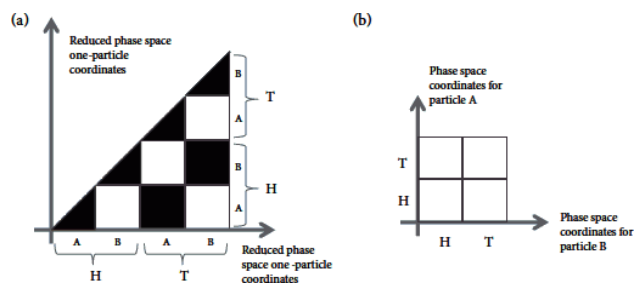 (a)
Reduced phase space
one-particle
coordinates
B
T
A
B
H
A
A B A B
H T
Reduced phase
space one -particle
coordinates
(b)
Phase space
coordinates for
particle A
T
H
H T
Phase space
coordinates for
particle B